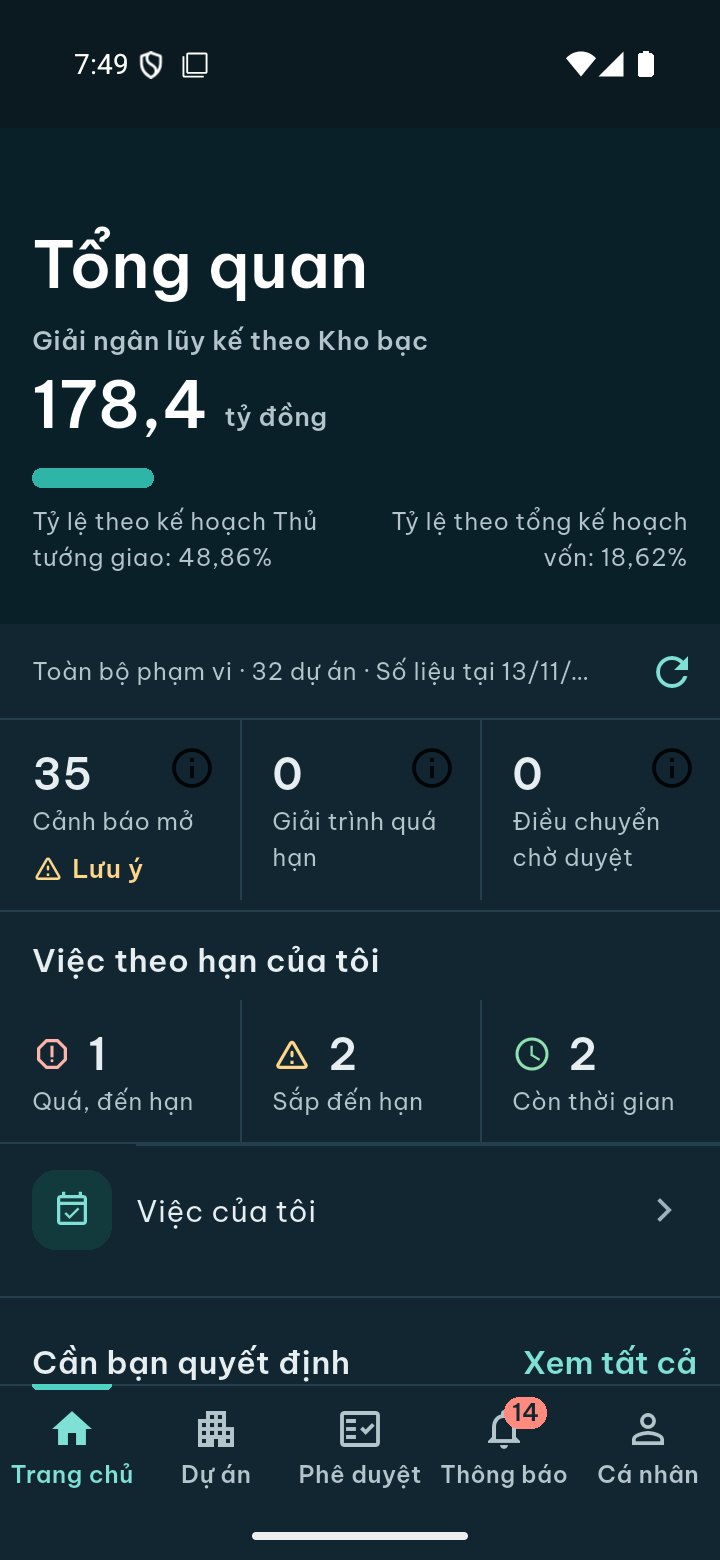 7:49
Tổng quan
Giải ngân lũy kế theo Kho bạc
178,4 tỷ đồng
Tỷ lệ theo kế hoạch Thủ
tướng giao: 48,86%
Tỷ lệ theo tổng kế hoạch
vốn: 18,62%
Toàn bộ phạm vi · 32 dự án · Số liệu tại 13/11/...
35
Cảnh báo mở
Lưu ý
0
Giải trình quá
hạn
0
Điều chuyển
chờ duyệt
Việc theo hạn của tôi
1
Quá, đến hạn
2
Sắp đến hạn
2
Còn thời gian
Việc của tôi
Cần bạn quyết định
Xem tất cả
14
Trang chủ
Dự án
Phê duyệt
Thông báo
Cá nhân